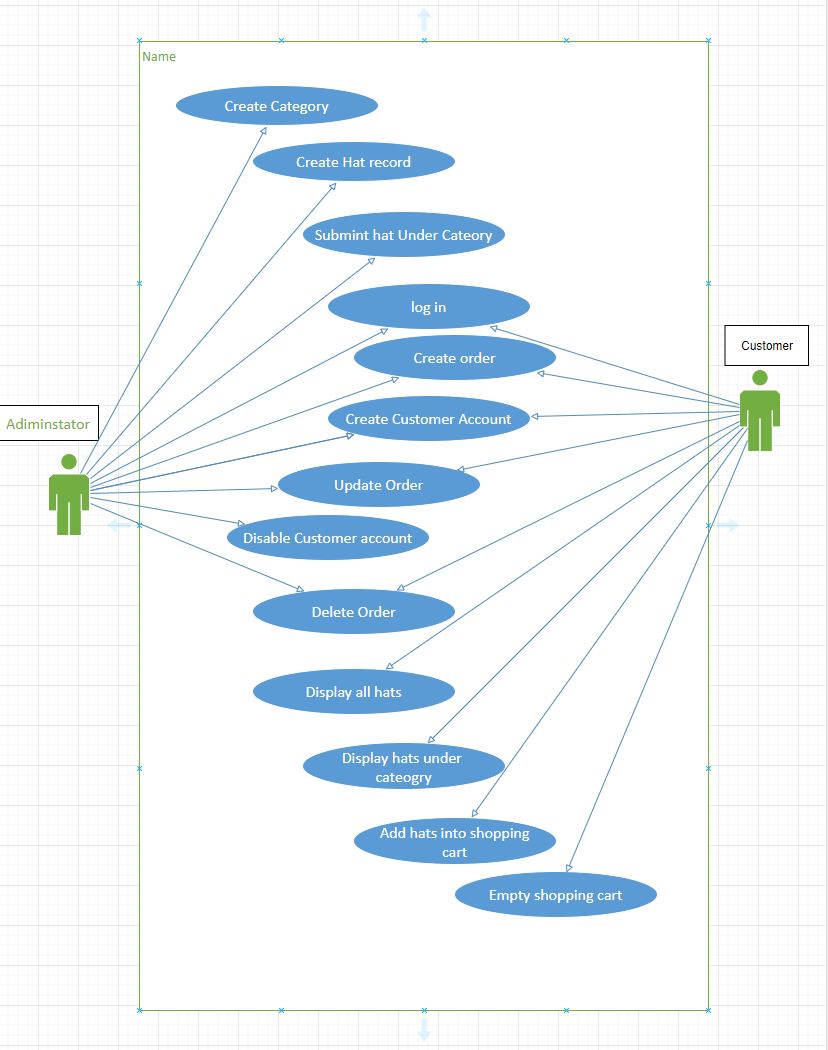 Name
Create Category
Create Hat record
Submint hat Under Cateory
log in
Customer
Create order
Adiminstator
Create Customer Account
Update Order
Disable Customer account
Delete Order
Display all hats
Display hats under
cateogry
Add hats into shopping
cart
Empty shopping cart